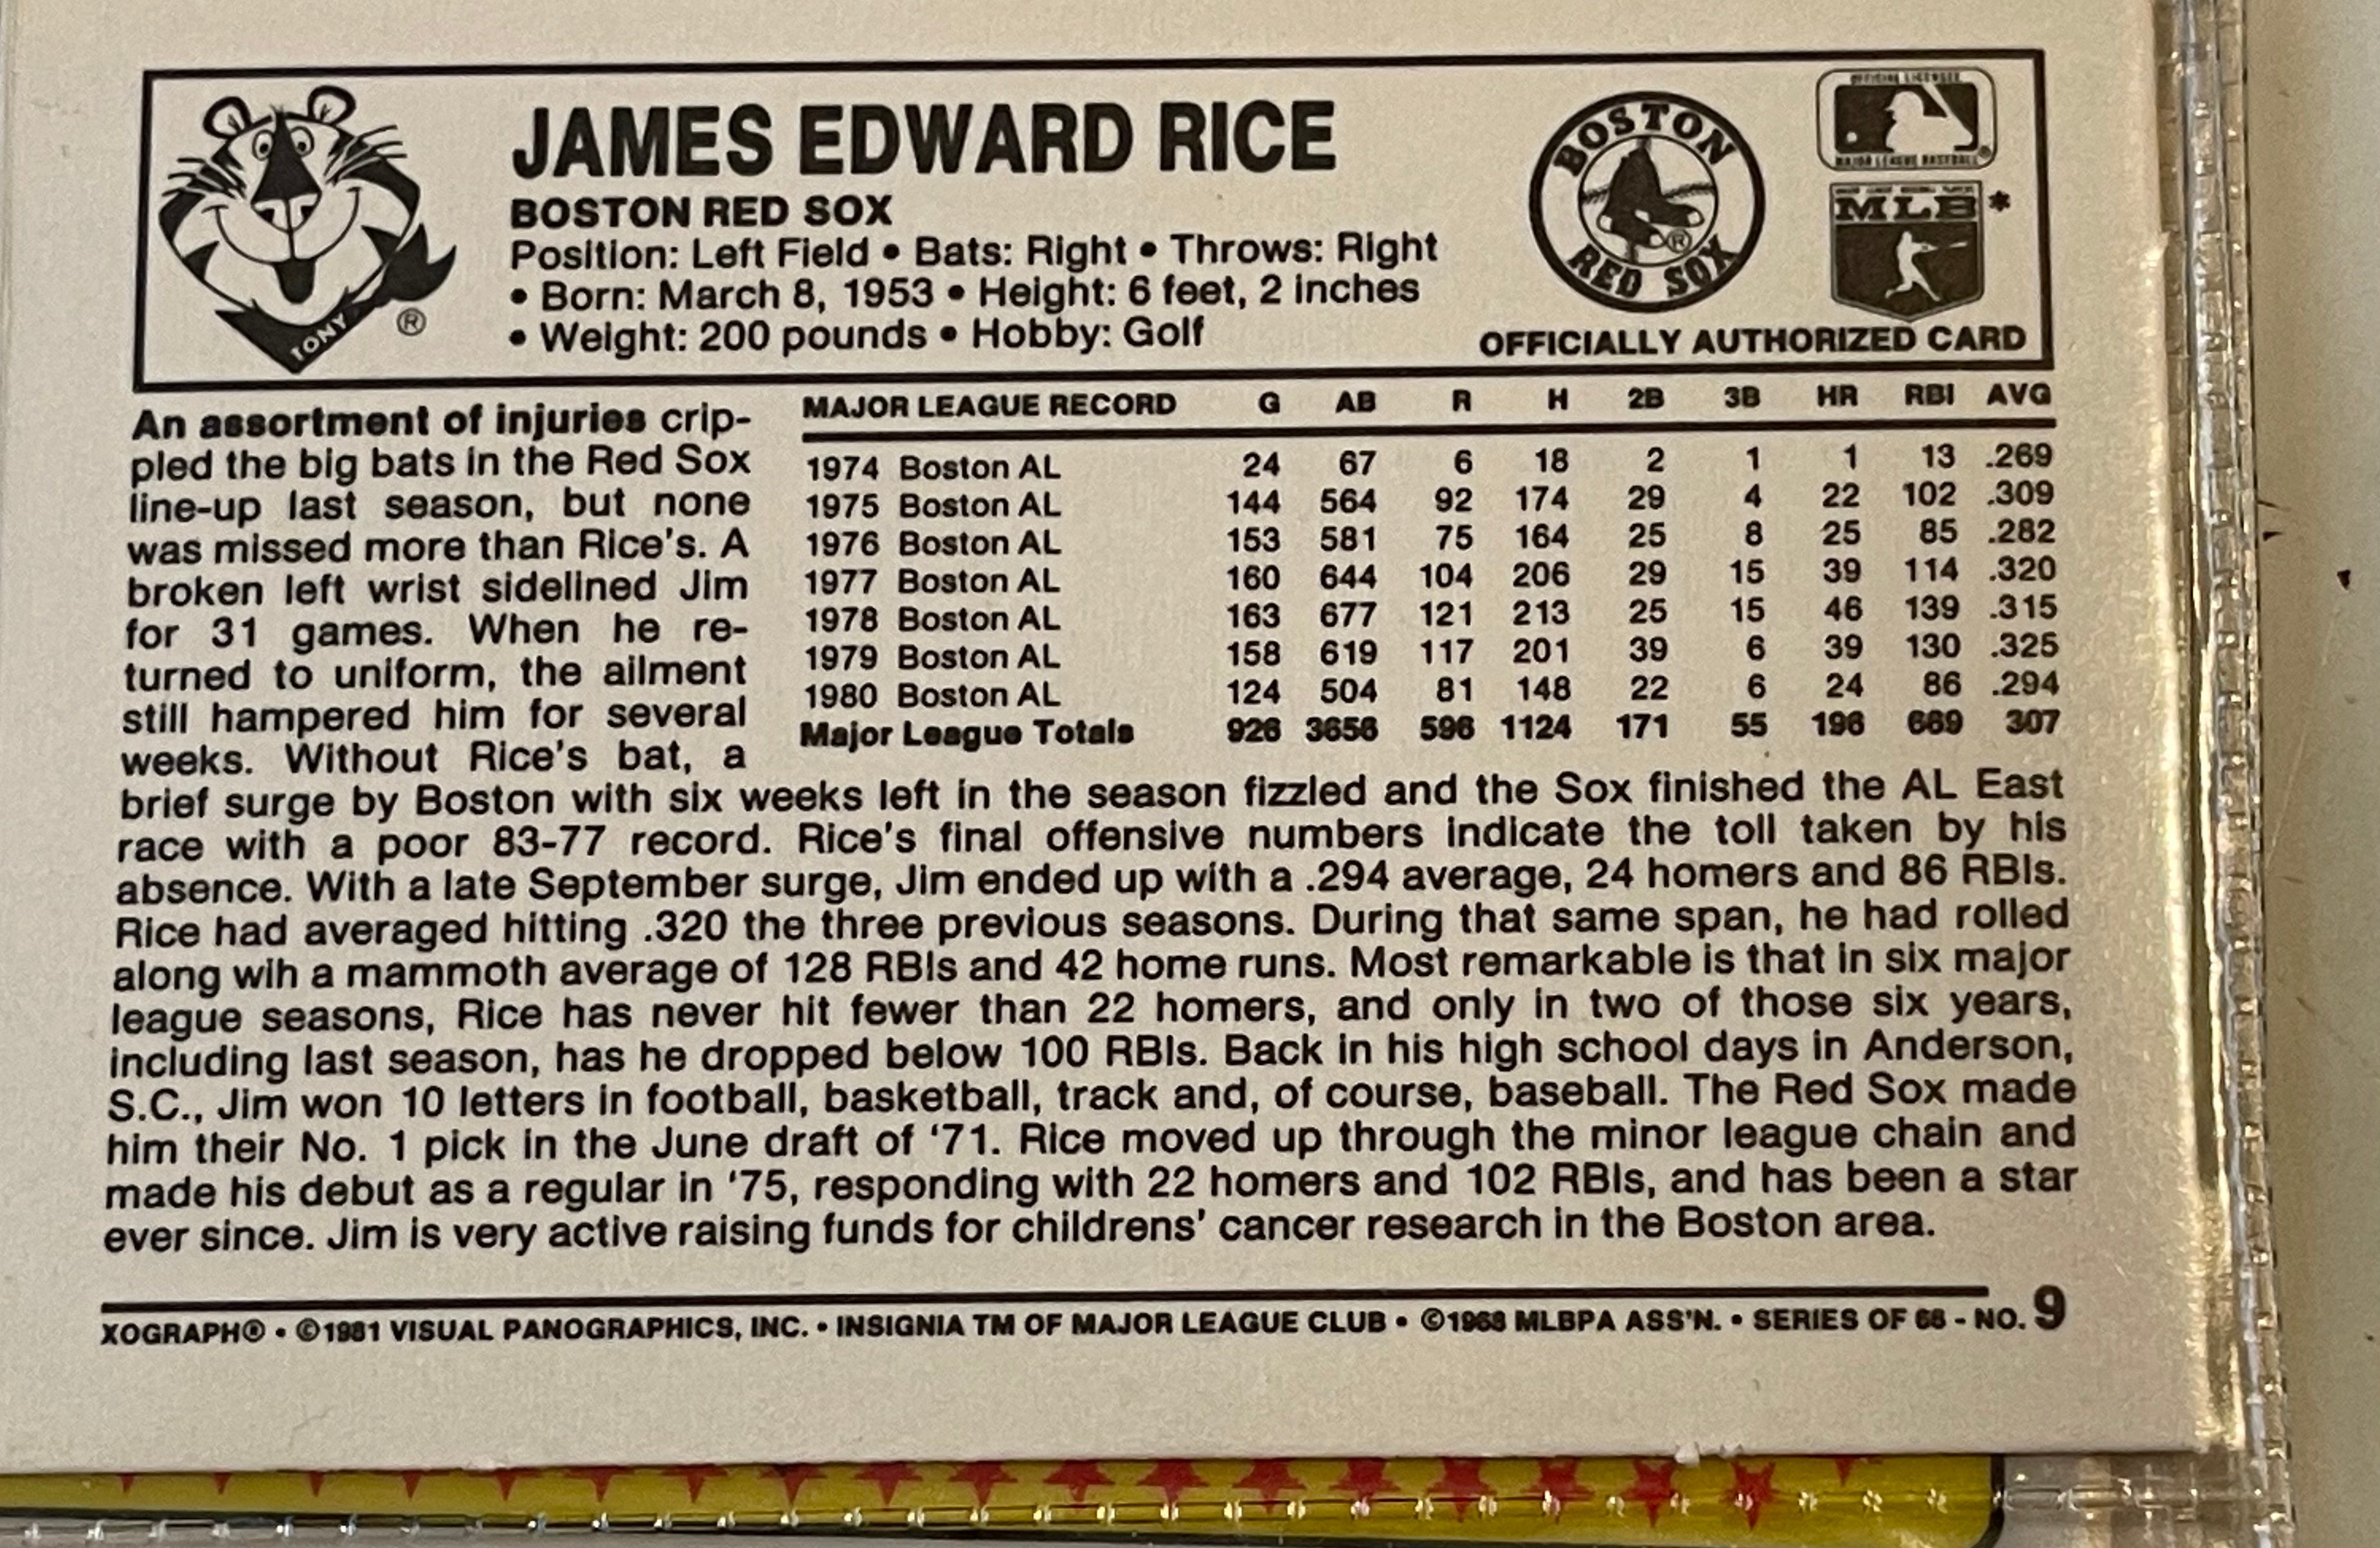 JAMES EDWARD RICE
BOSTON RED SOX
Position: Left Field • Bats: Right • Throws: Right
• Born: March 8, 1953 • Height: 6 feet, 2 inches
• Weight: 200 pounds • Hobby: Golf
TONY
®
BOSTON
RED SOX
®
OFFICIAL LICENSEE
MAJOR LEAGUE BASEBALL®
MLB*
OFFICIALLY AUTHORIZED CARD
MAJOR LEAGUE RECORD G AB R H 2B 3B HR RBI AVG
1974 Boston AL 24 67 6 18 2 1 1 13 .269
1975 Boston AL 144 564 92 174 29 4 22 102 .309
1976 Boston AL 153 581 75 164 25 8 25 85 .282
1977 Boston AL 160 644 104 206 29 15 39 114 .320
1978 Boston AL 163 677 121 213 25 15 46 139 .315
1979 Boston AL 158 619 117 201 39 6 39 130 .325
1980 Boston AL 124 504 81 148 22 6 24 86 .294
Major League Totals 926 3656 596 1124 171 55 196 669 307
An assortment of injuries crip-
pled the big bats in the Red Sox
line-up last season, but none
was missed more than Rice's. A
broken left wrist sidelined Jim
for 31 games. When he re-
turned to uniform, the ailment
still hampered him for several
weeks. Without Rice's bat, a
brief surge by Boston with six weeks left in the season fizzled and the Sox finished the AL East
race with a poor 83-77 record. Rice's final offensive numbers indicate the toll taken by his
absence. With a late September surge, Jim ended up with a .294 average, 24 homers and 86 RBIs.
Rice had averaged hitting .320 the three previous seasons. During that same span, he had rolled
along wih a mammoth average of 128 RBIs and 42 home runs. Most remarkable is that in six major
league seasons, Rice has never hit fewer than 22 homers, and only in two of those six years,
including last season, has he dropped below 100 RBIs. Back in his high school days in Anderson,
S.C., Jim won 10 letters in football, basketball, track and, of course, baseball. The Red Sox made
him their No. 1 pick in the June draft of '71. Rice moved up through the minor league chain and
made his debut as a regular in '75, responding with 22 homers and 102 RBIs, and has been a star
ever since. Jim is very active raising funds for childrens' cancer research in the Boston area.
XOGRAPH® • ©1981 VISUAL PANOGRAPHICS, INC. • INSIGNIA TM OF MAJOR LEAGUE CLUB • ©1968 MLBPA ASS'N. • SERIES OF 66 - NO. 9